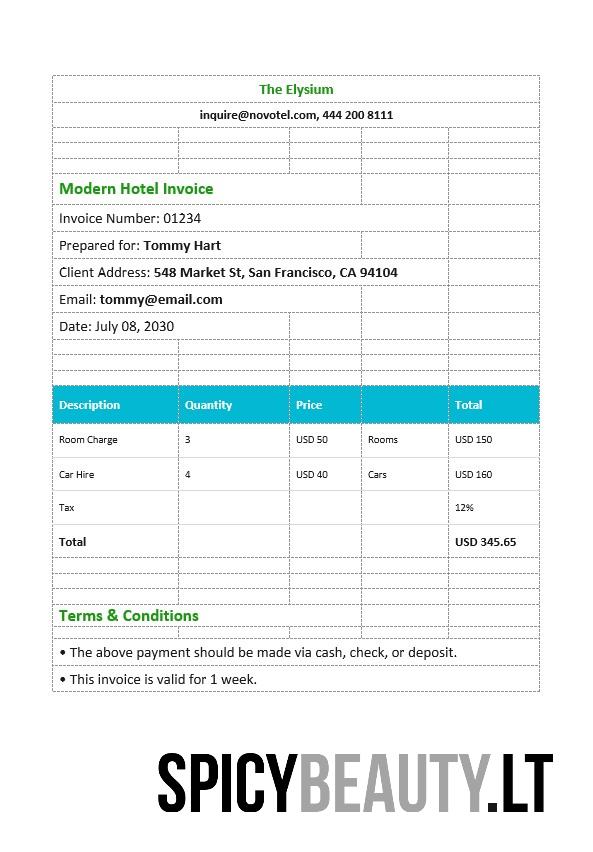 The Elysium
inquire@novotel.com, 444 200 8111
Modern Hotel Invoice
Invoice Number: 01234
Prepared for: Tommy Hart
Client Address: 548 Market St, San Francisco, CA 94104
Email: tommy@email.com
Date: July 08, 2030
Description Quantity Price Total
Room Charge 3 USD 50 Rooms USD 150
Car Hire 4 USD 40 Cars USD 160
Tax 12%
Total USD 345.65
Terms & Conditions
• The above payment should be made via cash, check, or deposit.
• This invoice is valid for 1 week.
SPICYBEAUTY.LT